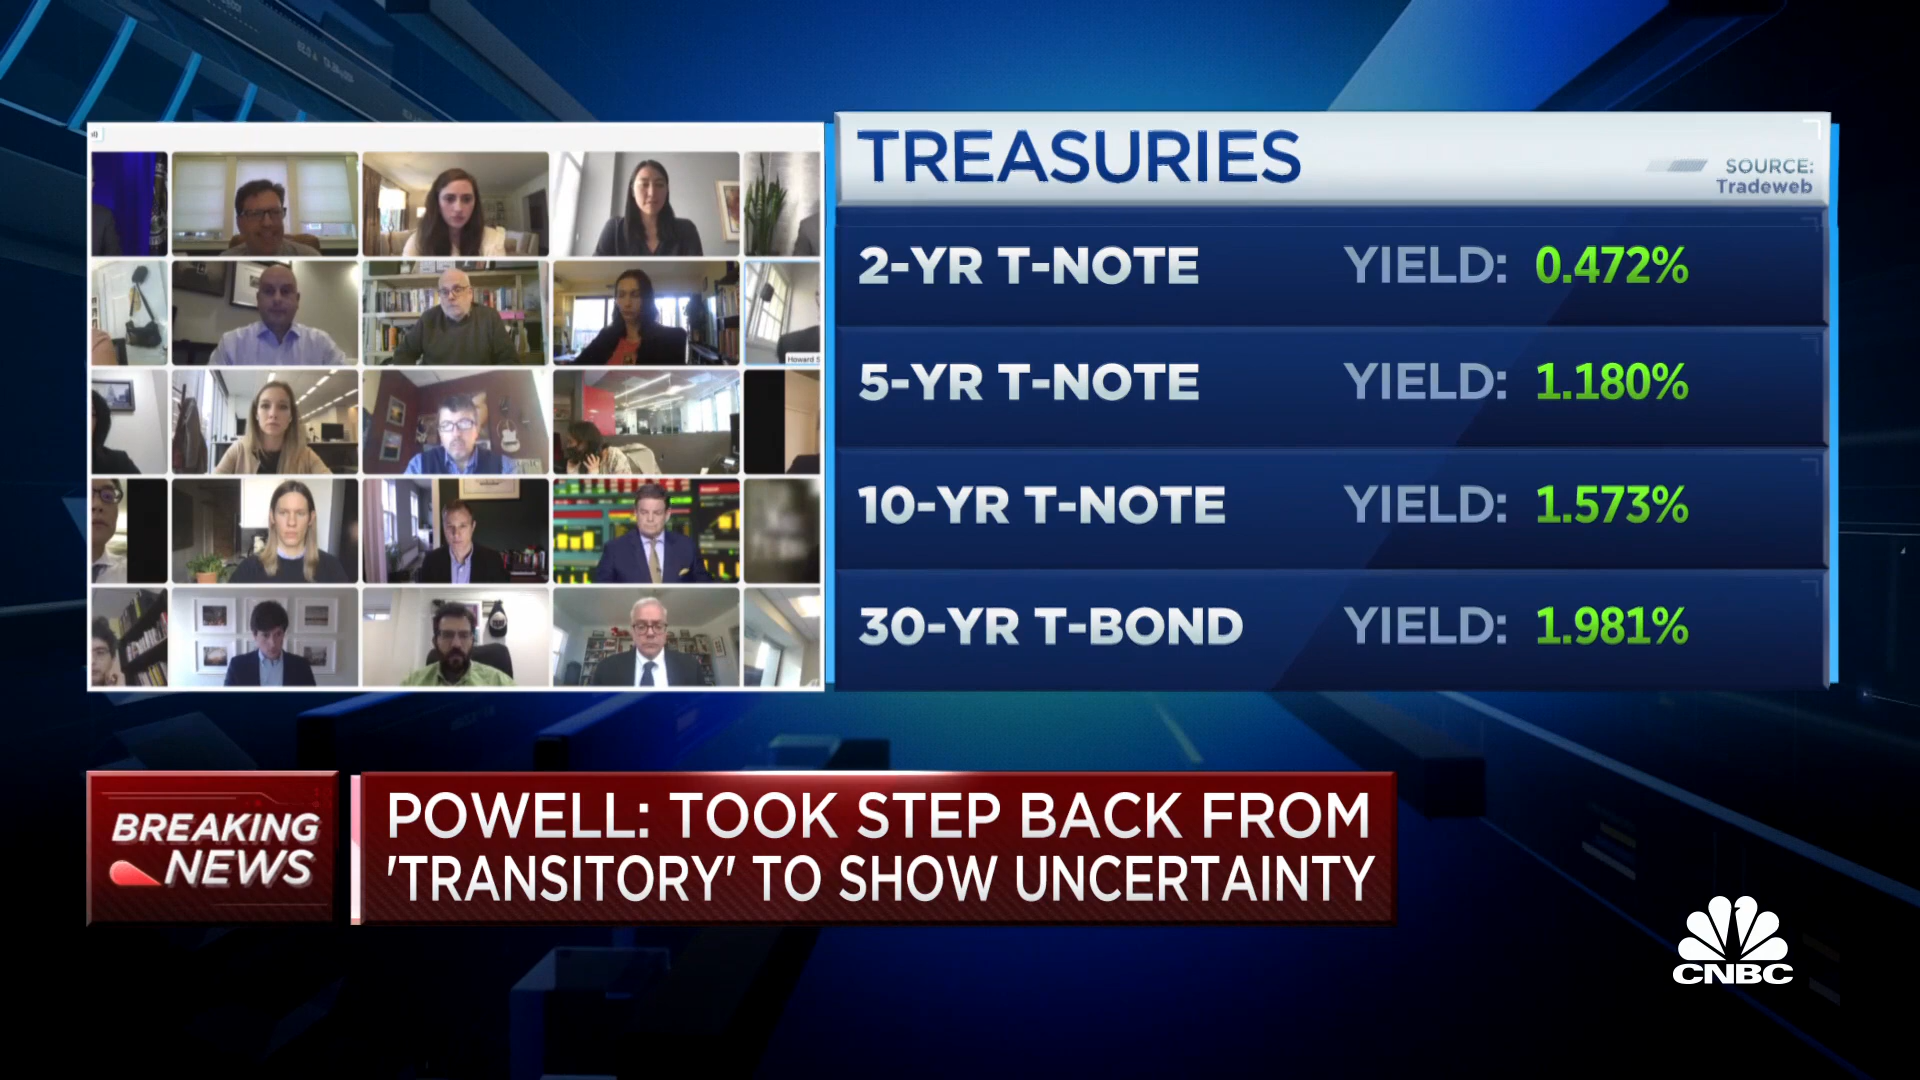 TREASURIES
SOURCE:
Tradeweb
2-YR T-NOTE YIELD: 0.472%
5-YR T-NOTE YIELD: 1.180%
10-YR T-NOTE YIELD: 1.573%
30-YR T-BOND YIELD: 1.981%
Howard S
BREAKING
NEWS
POWELL: TOOK STEP BACK FROM
'TRANSITORY' TO SHOW UNCERTAINTY
CNBC